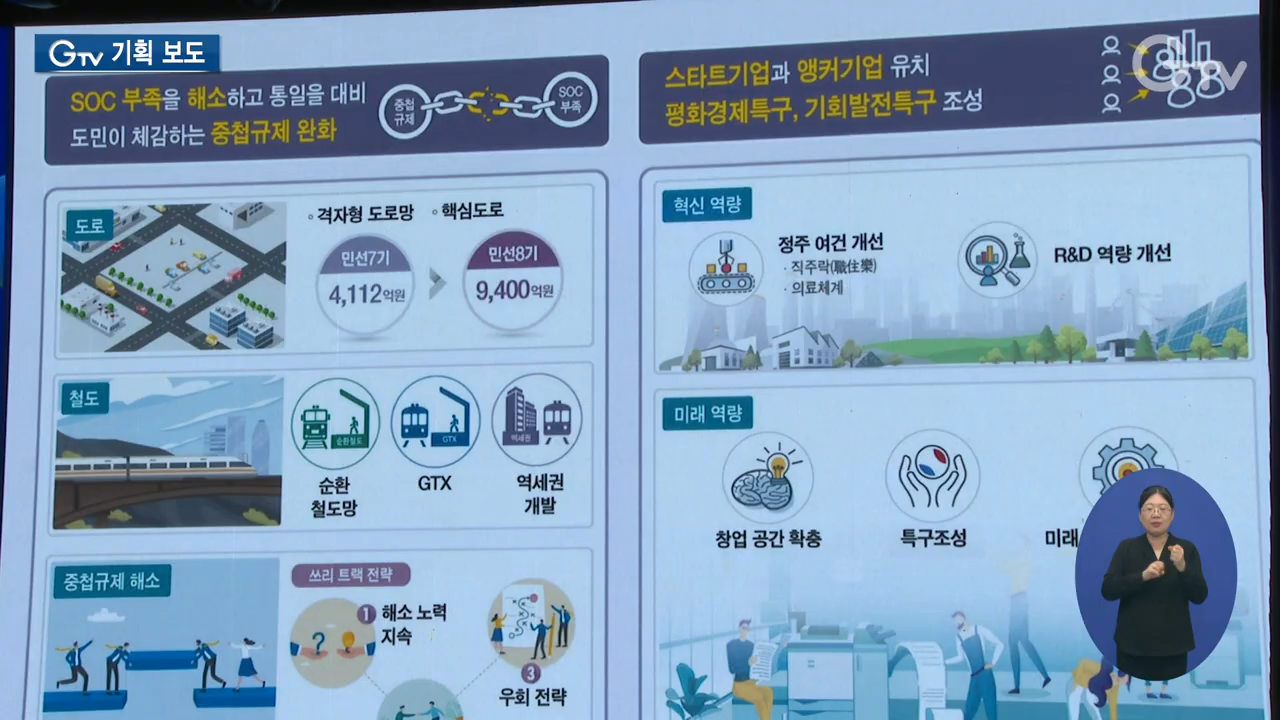 GTV 기획 보도
GTV
SOC 부족을 해소하고 통일을 대비
도민이 체감하는 중첩규제 완화
중첩
규제
SOC
부족
스타트기업과 앵커기업 유치
평화경제특구, 기회발전특구 조성
도로
◦격자형 도로망 ◦핵심도로
민선7기
4,112억원
민선8기
9,400억원
철도
순환철도
GTX
역세권
순환
철도망
GTX
역세권
개발
중첩규제 해소
쓰리 트랙 전략
1 해소 노력
지속
?
3
우회 전략
혁신 역량
정주 여건 개선
· 직주락(職住樂)
· 의료체계
R&D 역량 개선
미래 역량
창업 공간 확충
특구조성
미래